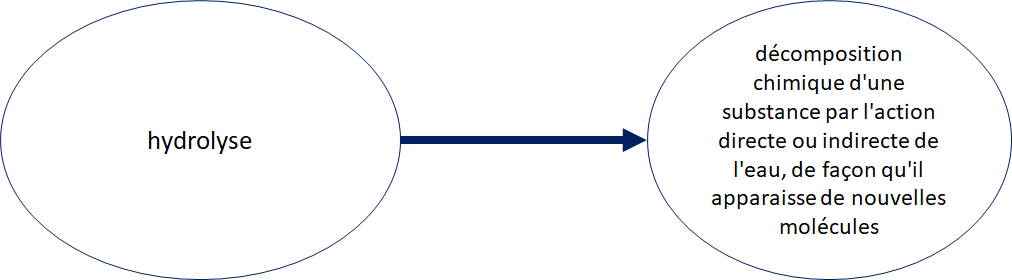 hydrolyse
décomposition
chimique d'une
substance par l'action
directe ou indirecte de
l'eau, de façon qu'il
apparaisse de nouvelles
molécules